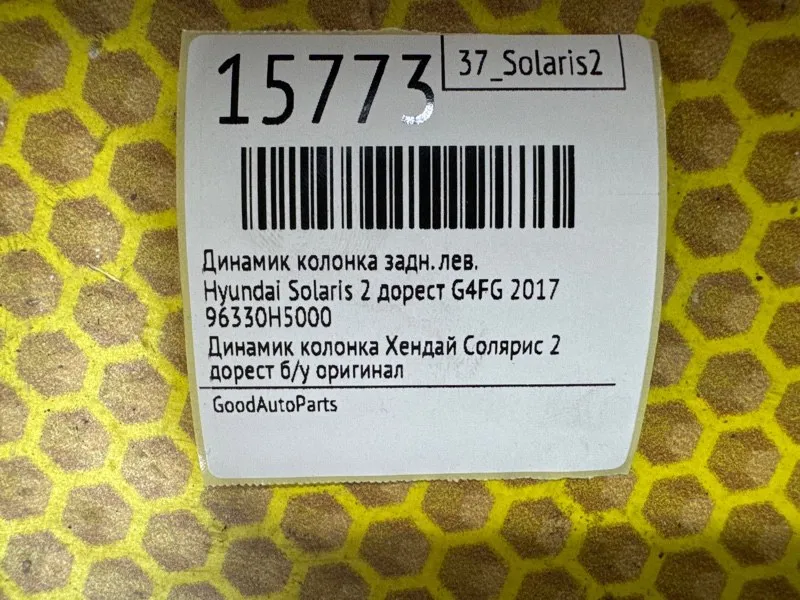 15773
37_Solaris2
Динамик колонка задн.лев.
Hyundai Solaris 2 дорест G4FG 2017
96330H5000
Динамик колонка Хендай Солярис 2
дорест б/у оригинал
GoodAutoParts